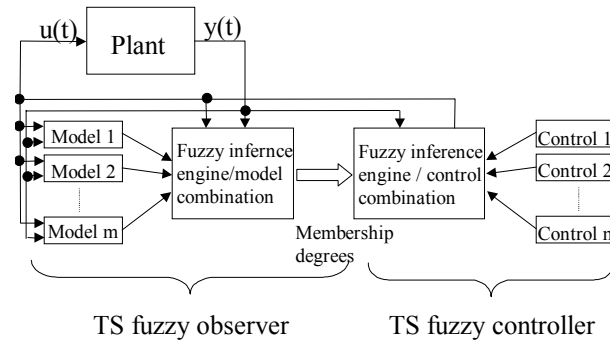 u(t)
Plant
y(t)
Model 1
Model 2
Model m
Fuzzy infernce
engine/model
combination
Membership
degrees
Fuzzy inference
engine / control
combination
Control 1
Control 2
Control n
TS fuzzy observer
TS fuzzy controller